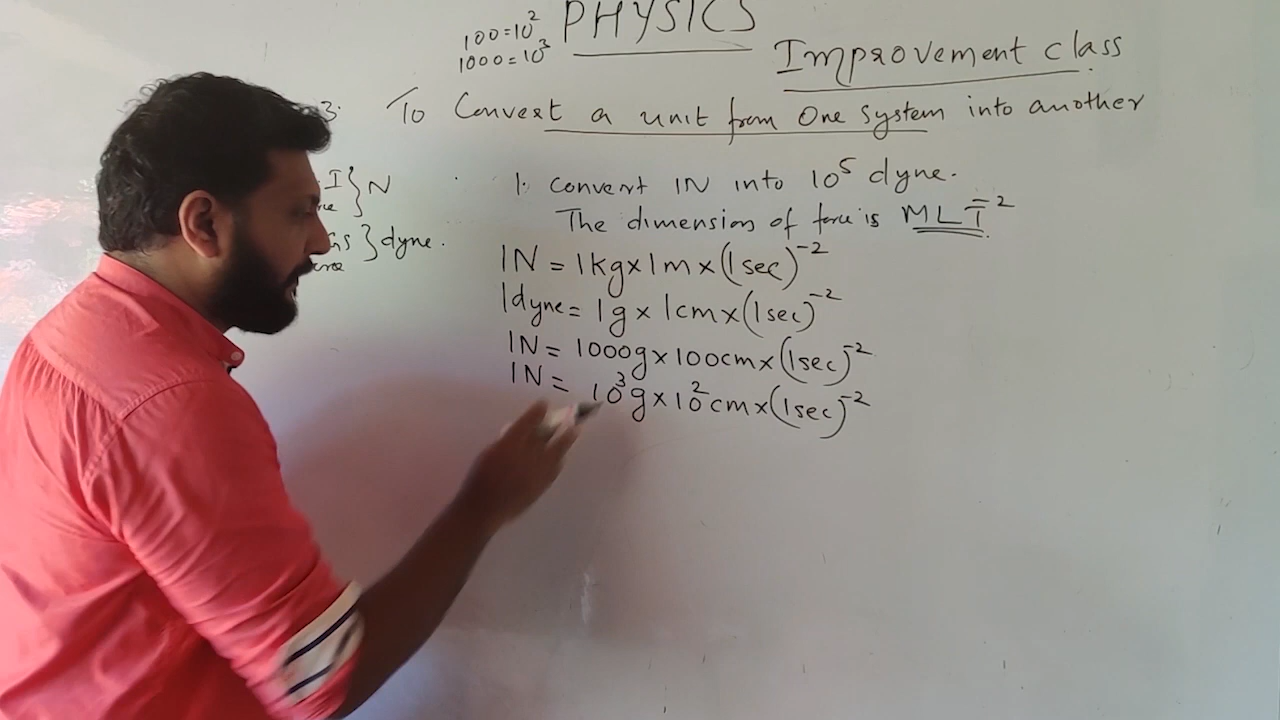 100=10²
1000=10³
PHYSICS
Improvement class
3. To Convert a unit from One System into another
I } N
} dyne.
1. convert 1N into 10⁵ dyne.
The dimension of force is MLT⁻²
1N = 1kg×1m×(1sec)⁻²
1dyne = 1g × 1cm×(1sec)⁻²
1N = 1000g×100cm×(1sec)⁻²
1N = 10³g×10²cm×(1sec)⁻²